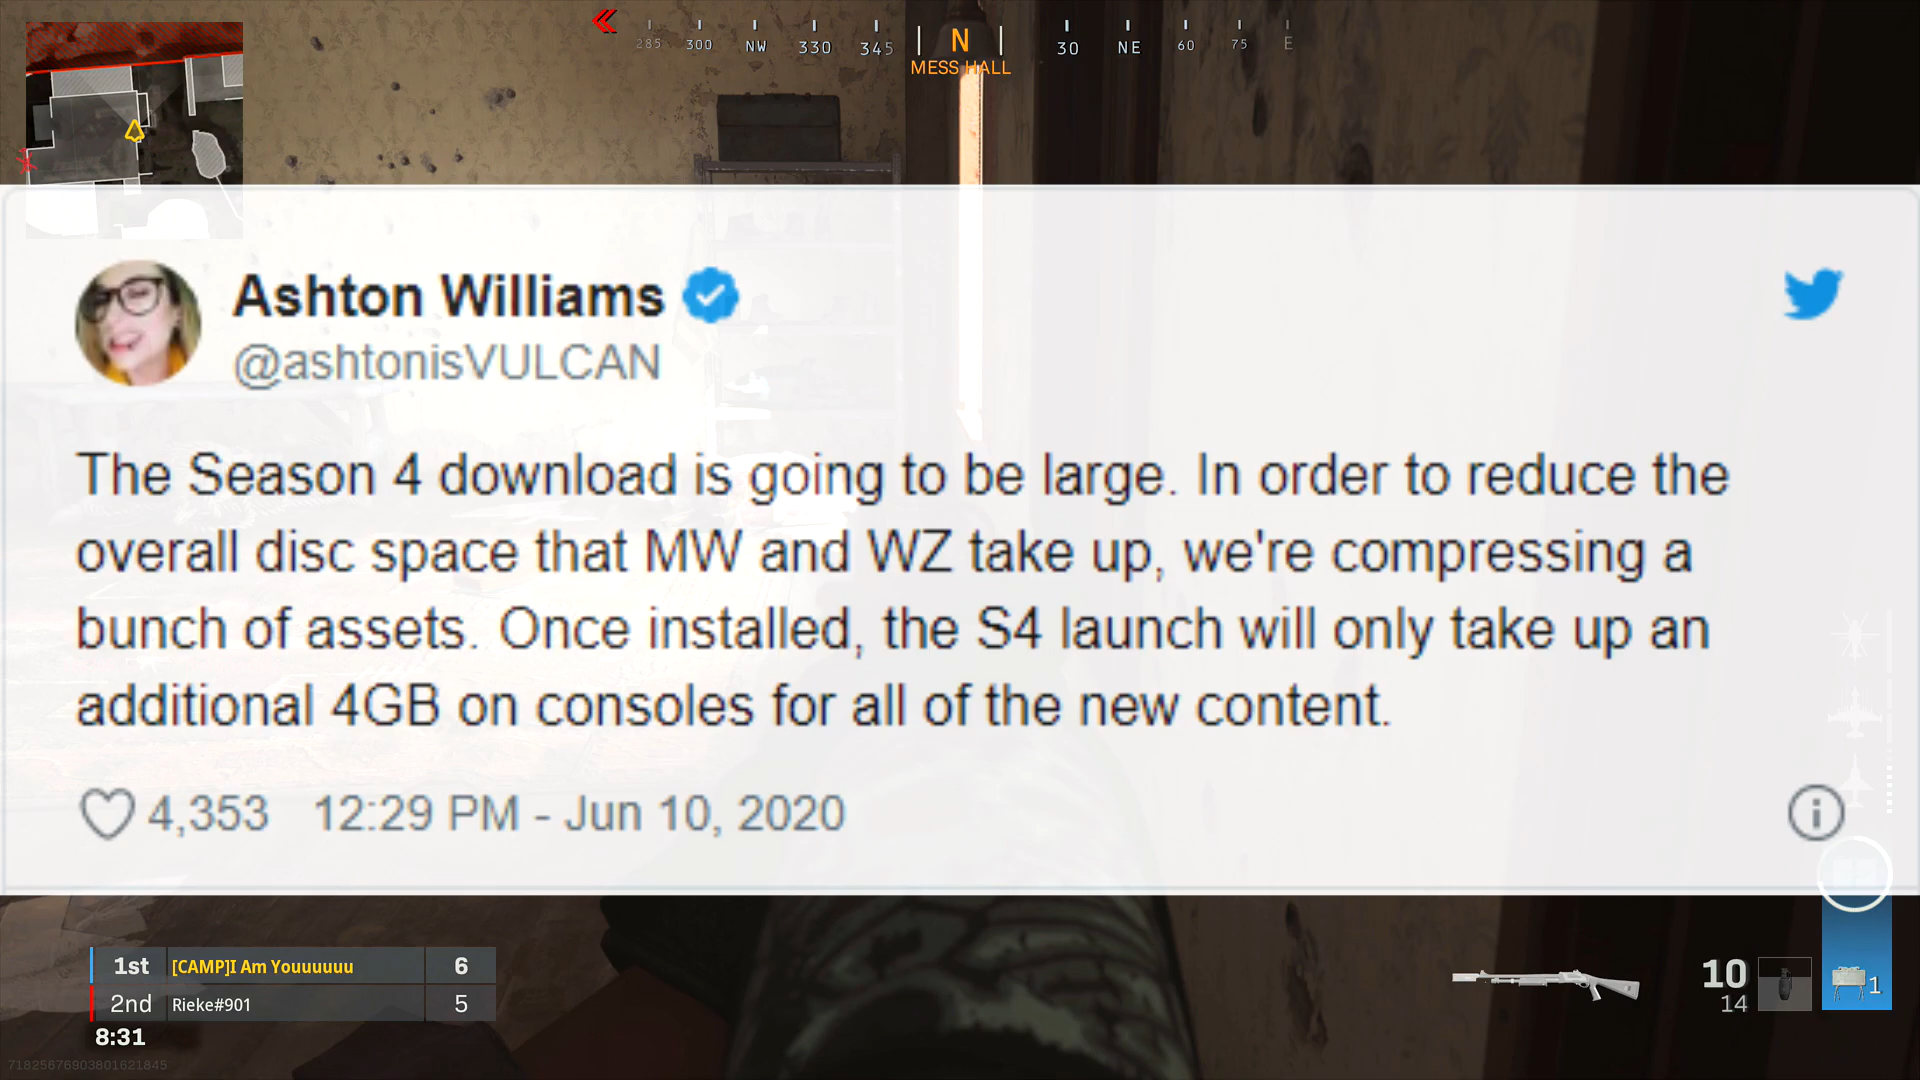 285 300 NW 330 345 N 30 NE 60 75 E
MESS HALL
Ashton Williams
@ashtonisVULCAN
The Season 4 download is going to be large. In order to reduce the
overall disc space that MW and WZ take up, we're compressing a
bunch of assets. Once installed, the S4 launch will only take up an
additional 4GB on consoles for all of the new content.
4,353 12:29 PM - Jun 10, 2020
1st [CAMP]I Am Youuuuuu 6
2nd Rieke#901 5
8:31
10
14
1
71825676903801621845